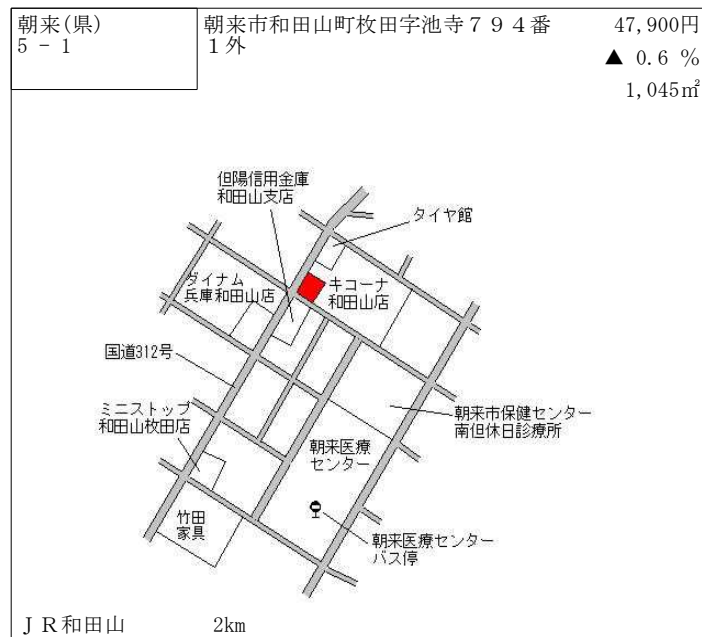 朝来(県)
5 - 1
朝来市和田山町枚田字池寺７９４番
１外
47,900円
▲ 0.6 %
1,045㎡
但陽信用金庫
和田山支店
タイヤ館
ダイナム
兵庫和田山店
キコーナ
和田山店
国道312号
ミニストップ
和田山枚田店
朝来市保健センター
南但休日診療所
朝来医療
センター
竹田
家具
朝来医療センター
バス停
ＪＲ和田山 2km